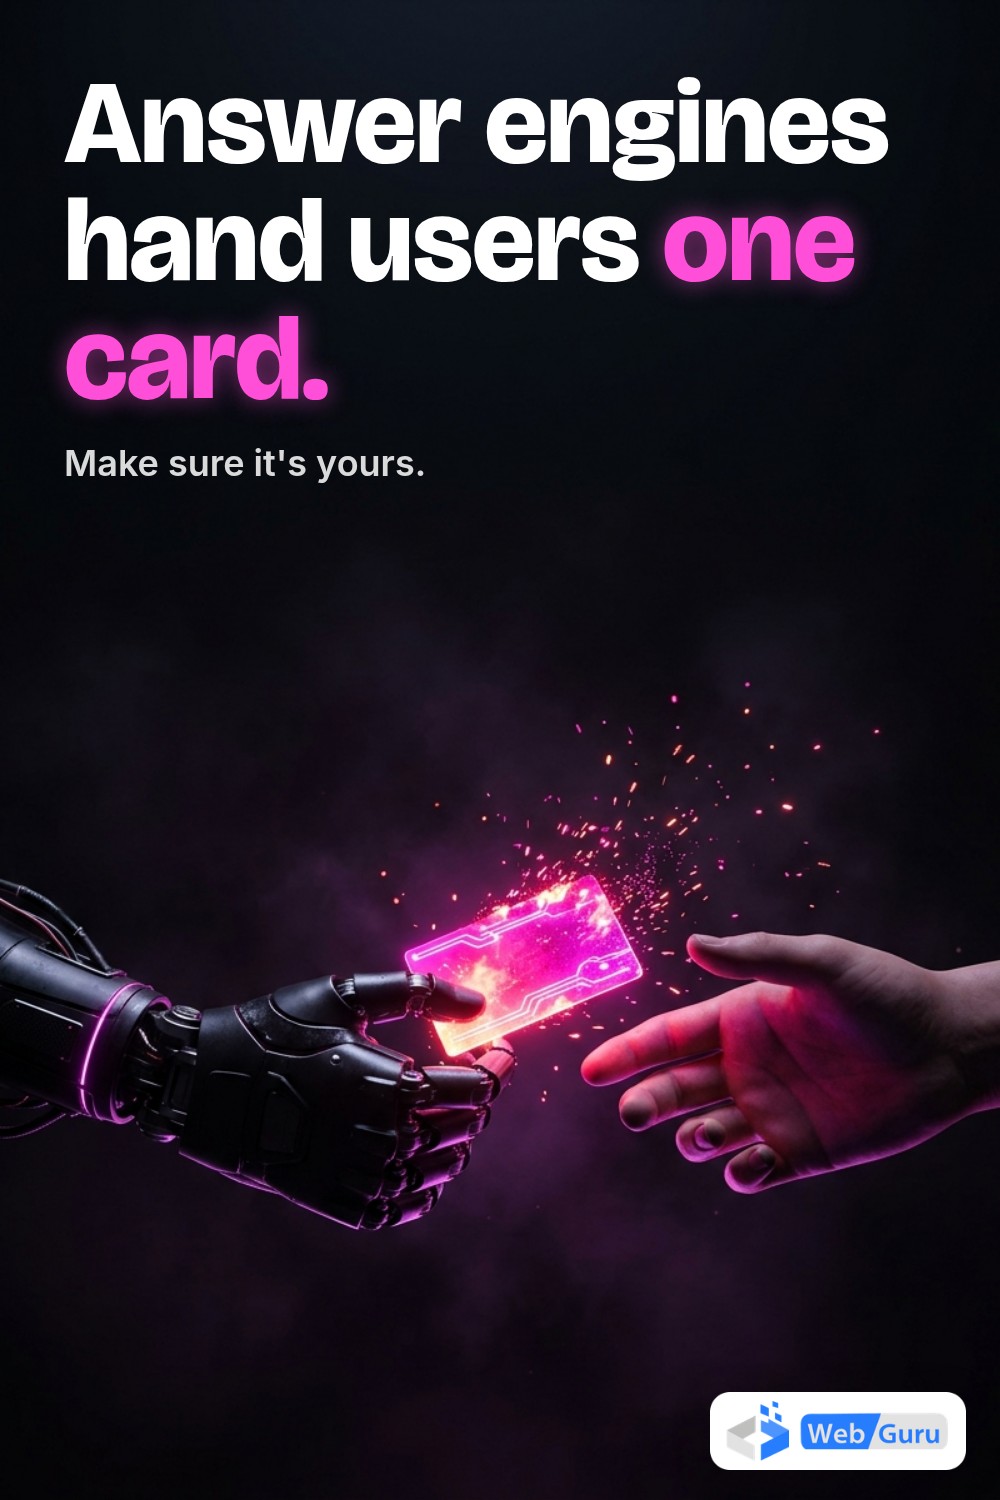 Answer engines
hand users one
card.
Make sure it's yours.
Web Guru